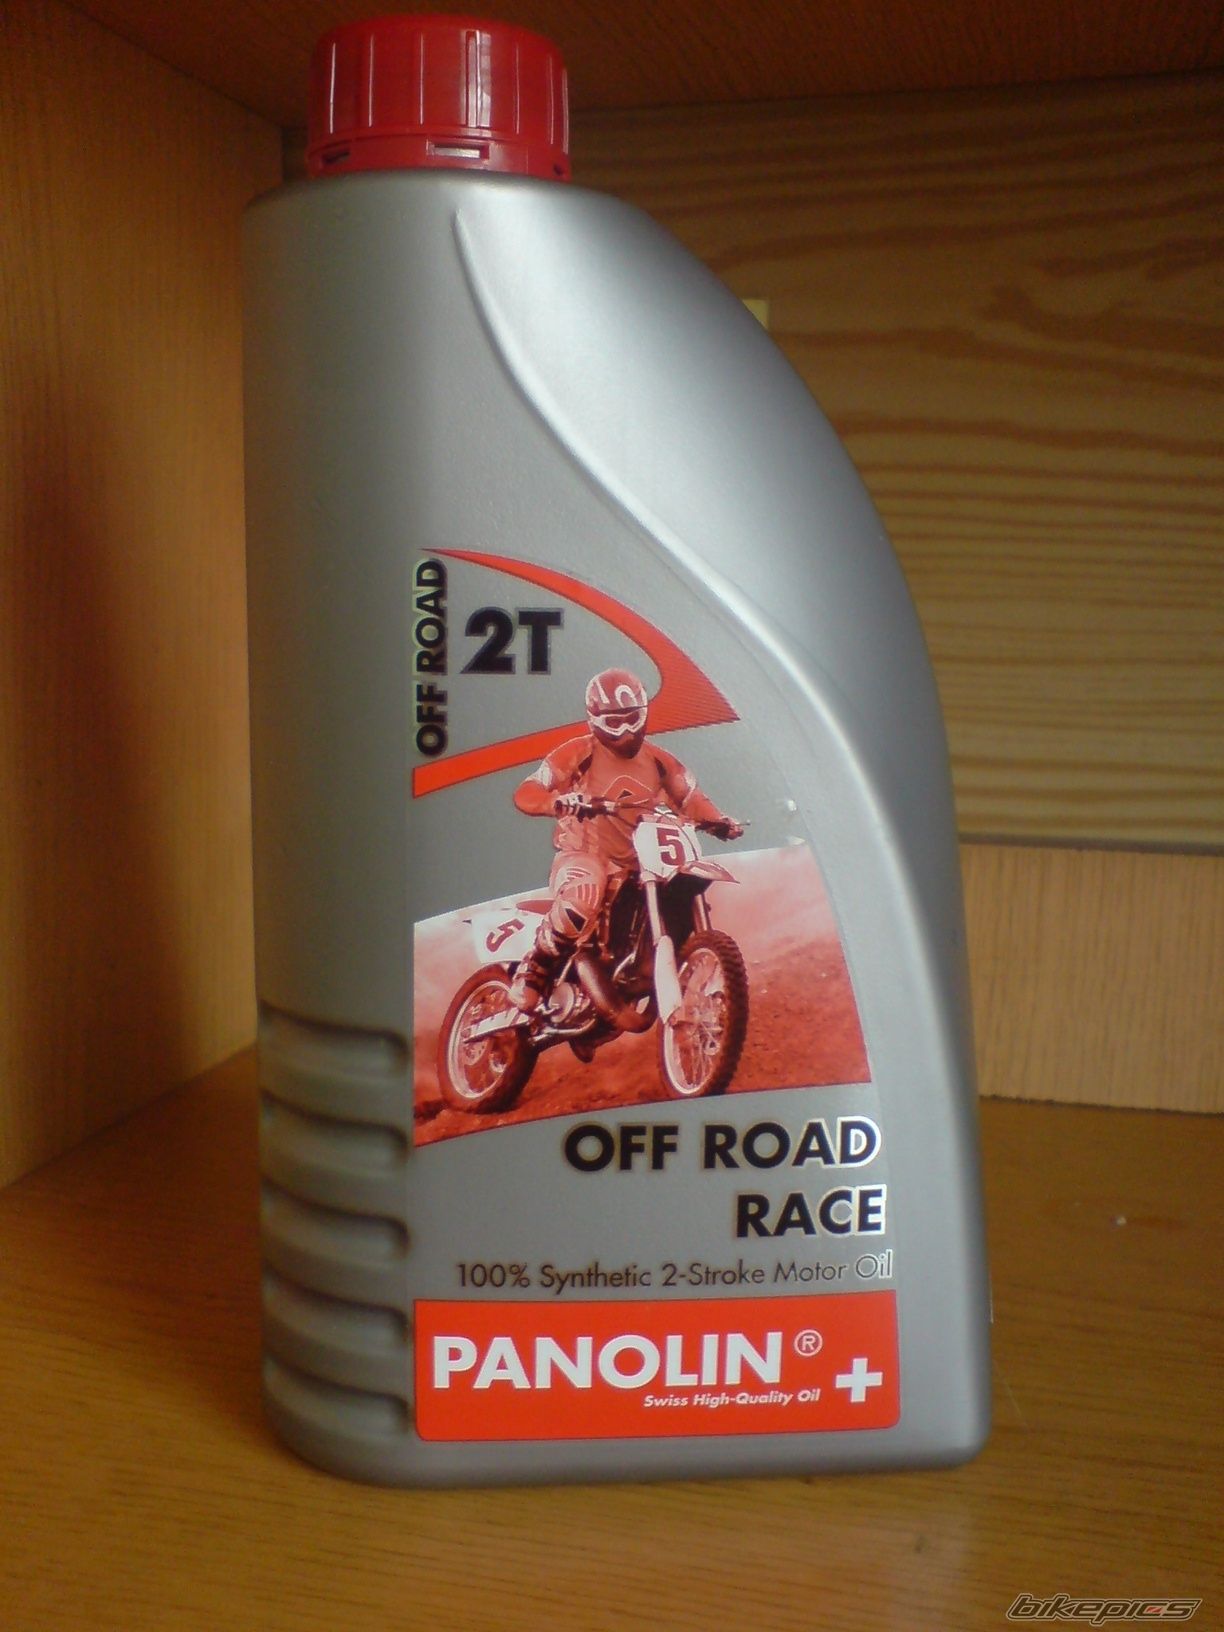 OFF ROAD
2T
5
5
OFF ROAD
RACE
100% Synthetic 2-Stroke Motor Oil
PANOLIN®
Swiss High-Quality Oil
bikepics